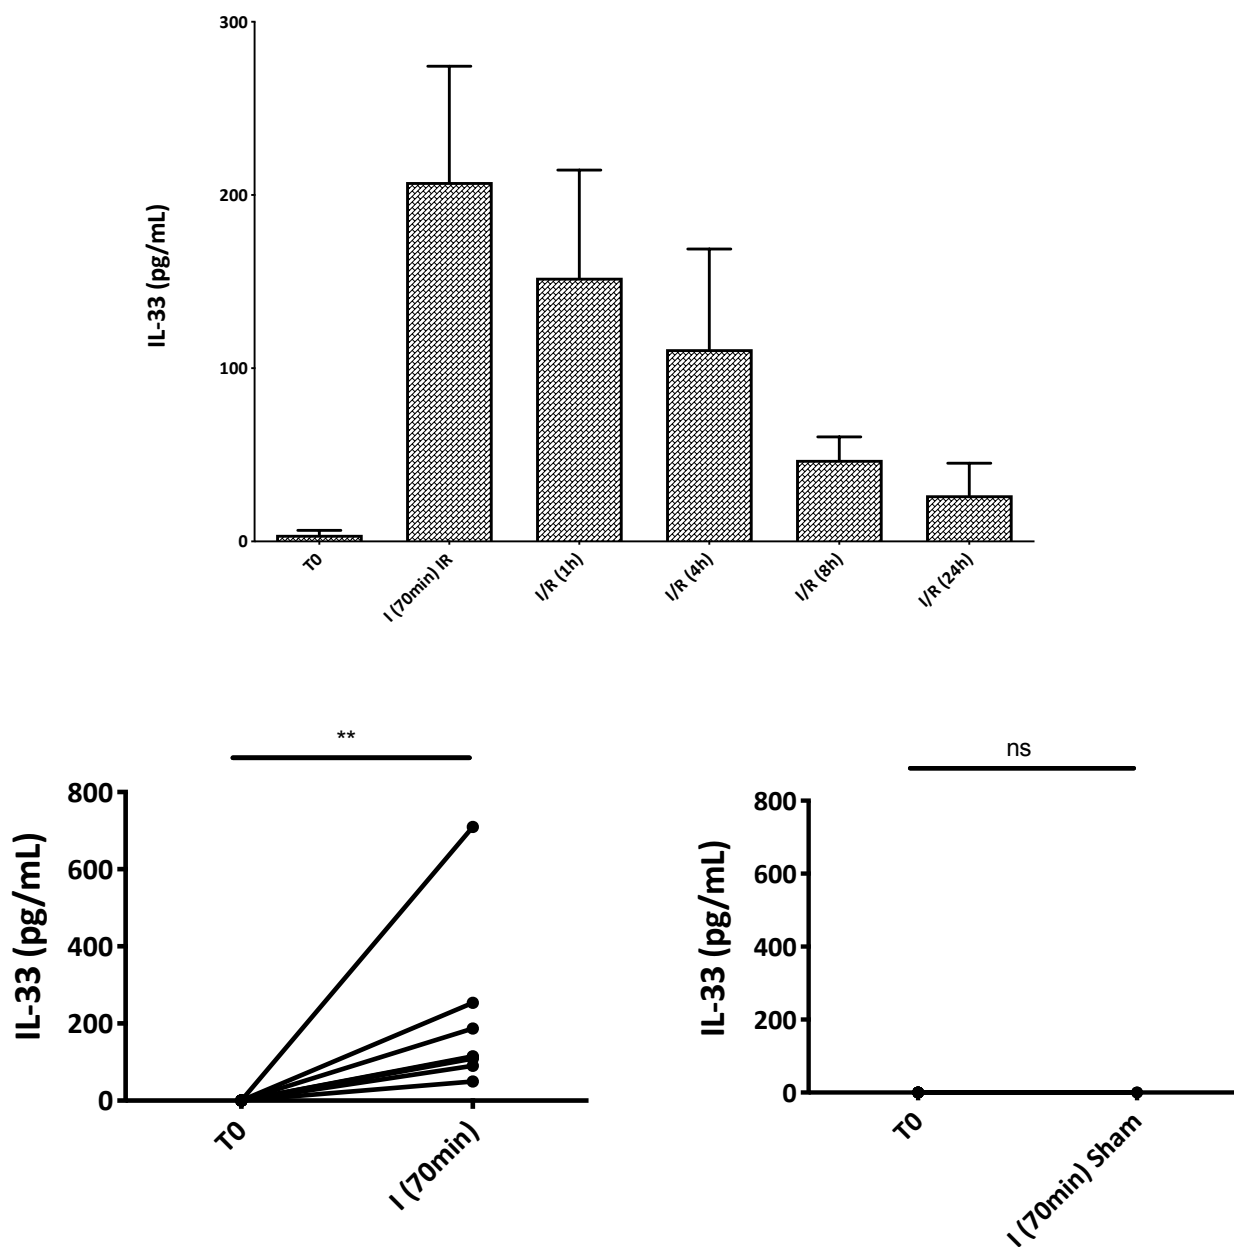 300
200
100
0
IL-33 (pg/mL)
T0
I (70min) IR
I/R (1h)
I/R (4h)
I/R (8h)
I/R (24h)
**
800
600
400
200
0
IL-33 (pg/mL)
T0
I (70min)
ns
800
600
400
200
0
IL-33 (pg/mL)
T0
I (70min) Sham